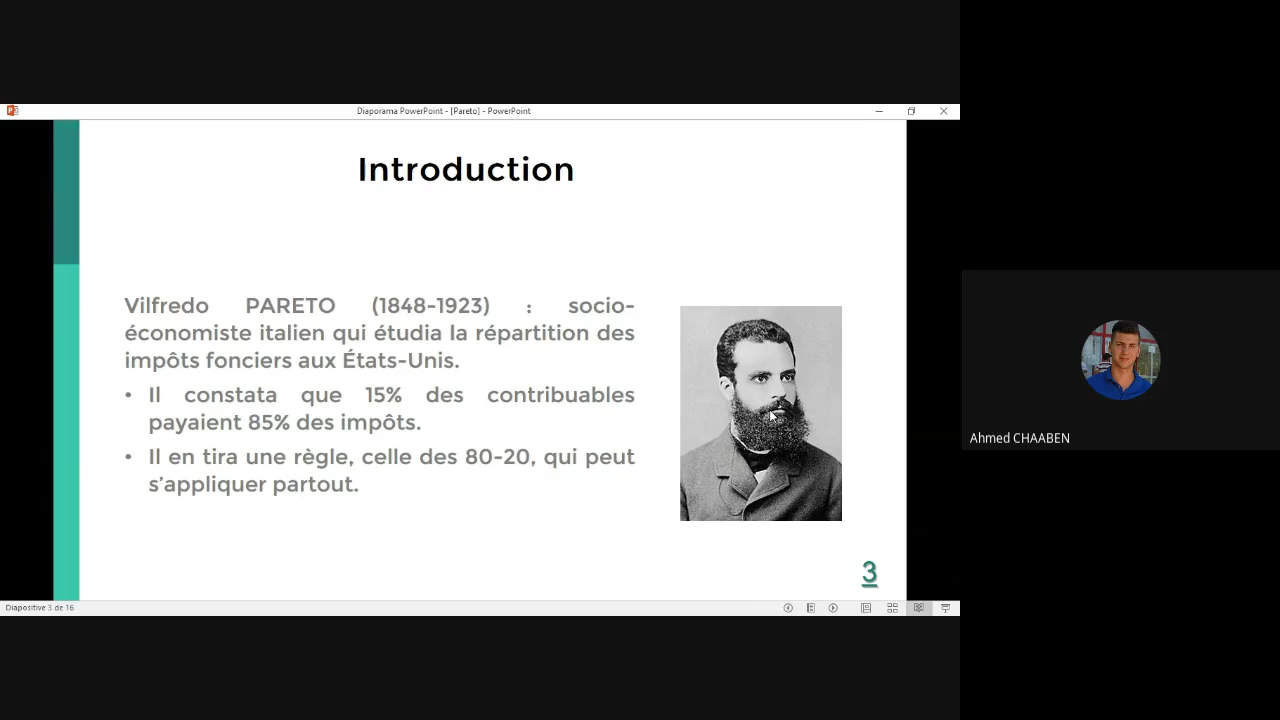 Diaporama PowerPoint - [Pareto] - PowerPoint
Introduction
Vilfredo PARETO (1848-1923) : socio-
économiste italien qui étudia la répartition des
impôts fonciers aux États-Unis.
• Il constata que 15% des contribuables
payaient 85% des impôts.
• Il en tira une règle, celle des 80-20, qui peut
s’appliquer partout.
3
Diapositive 3 de 16
Ahmed CHAABEN